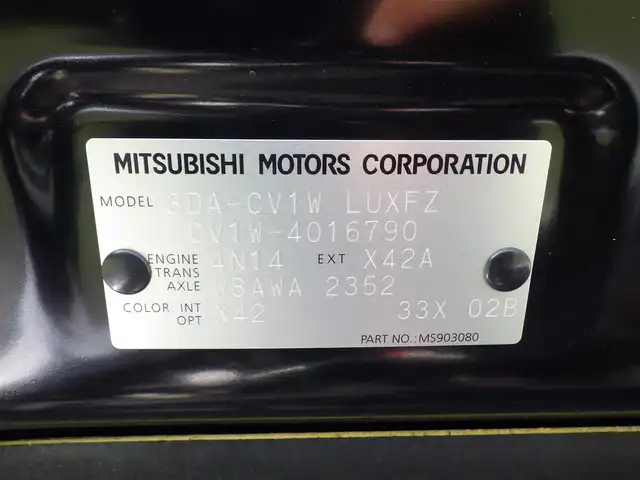 MITSUBISHI MOTORS CORPORATION
MODEL 3DA-CV1W LUXFZ
CV1W-4016790
ENGINE 4N14 EXT X42A
TRANS AXLE W8AWA 2352
COLOR. INT 33X 02B
OPT
PART NO.: MS903080